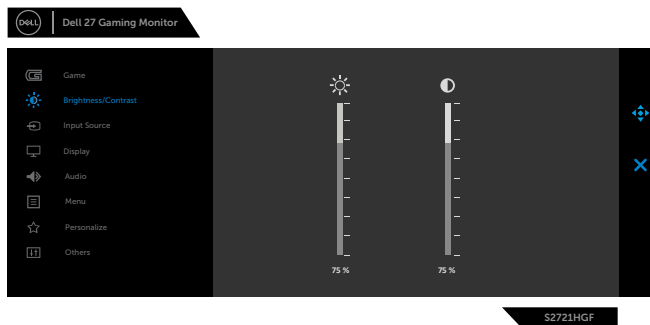 DELL
Dell 27 Gaming Monitor
Game
Brightness/Contrast
Input Source
Display
Audio
Menu
Personalize
Others
75 %
75 %
S2721HGF